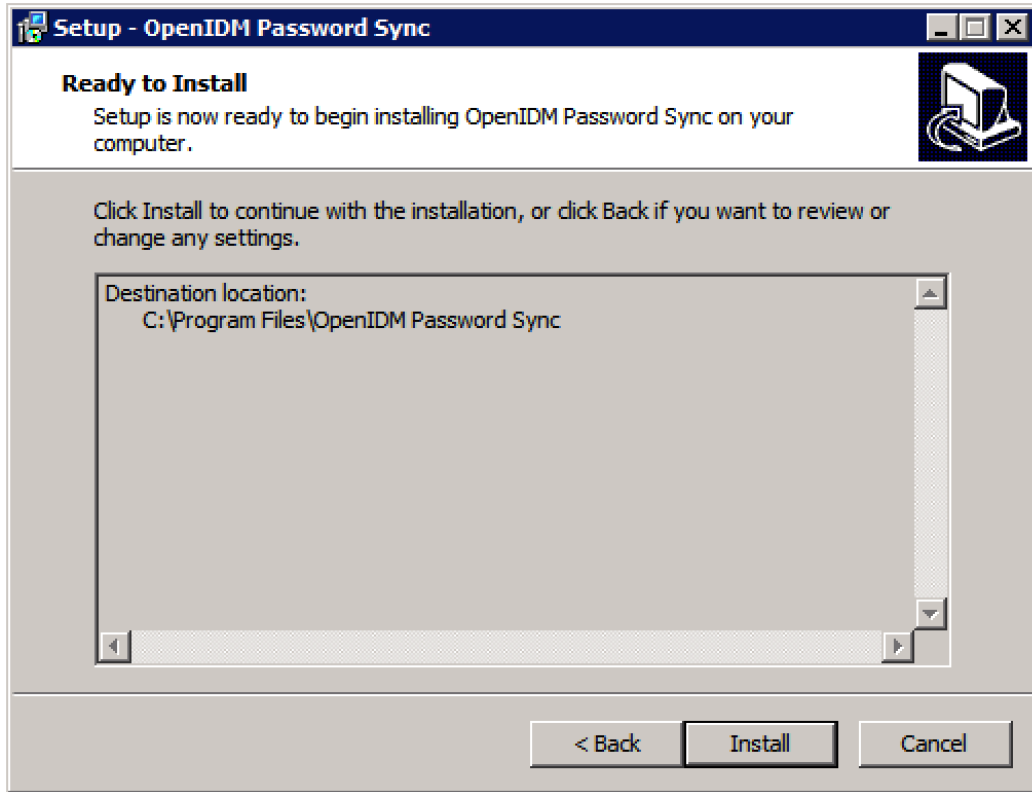 Setup - OpenIDM Password Sync
Ready to Install
Setup is now ready to begin installing OpenIDM Password Sync on your
computer.
Click Install to continue with the installation, or click Back if you want to review or
change any settings.
Destination location:
C:\Program Files\OpenIDM Password Sync
< Back Install Cancel